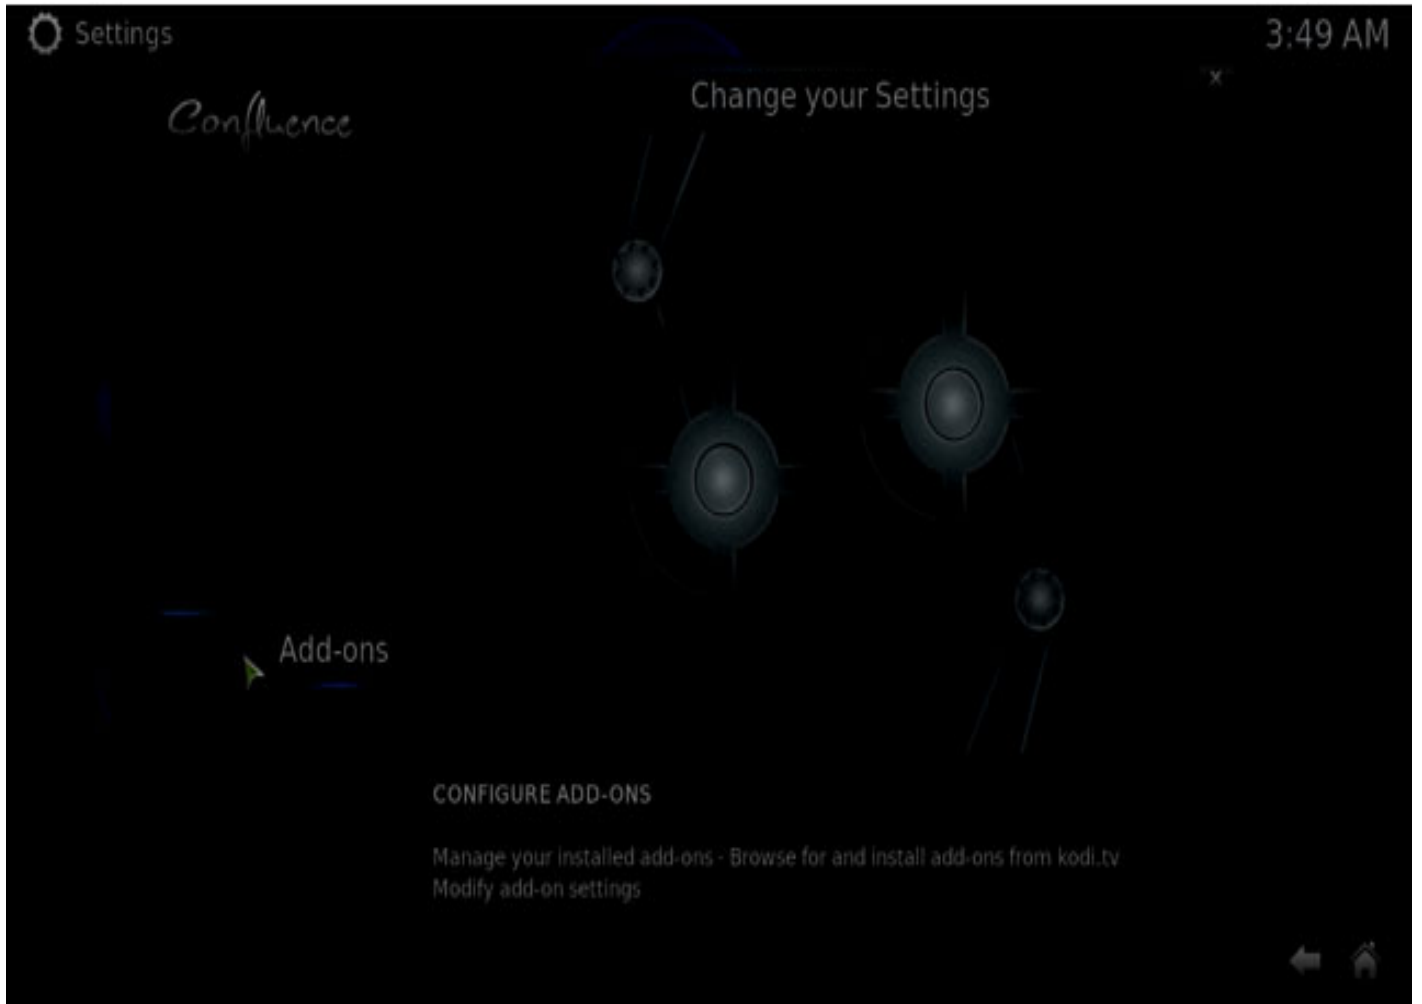 Settings
3:49 AM
Confluence
Change your Settings
x
Add-ons
CONFIGURE ADD-ONS
Manage your installed add-ons - Browse for and install add-ons from kodi.tv
Modify add-on settings